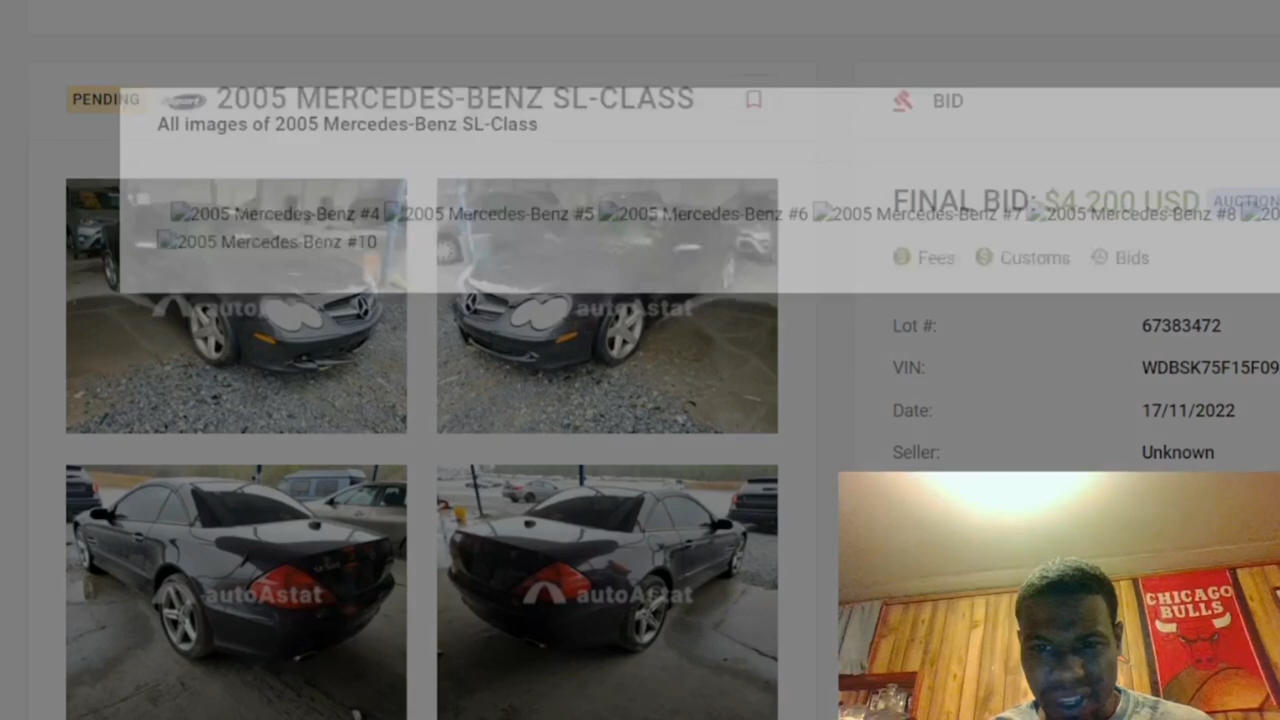 PENDING
2005 MERCEDES-BENZ SL-CLASS
All images of 2005 Mercedes-Benz SL-Class
2005 Mercedes-Benz #4 2005 Mercedes-Benz #5 2005 Mercedes-Benz #6 2005 Mercedes-Benz #7 2005 Mercedes-Benz #8 20
2005 Mercedes-Benz #10
BID
FINAL BID: $4,200 USD AUCTION
Fees Customs Bids
Lot #: 67383472
VIN: WDBSK75F15F09
Date: 17/11/2022
Seller: Unknown
autoAstat
autoAstat
autoAstat
autoAstat
CHICAGO
BULLS